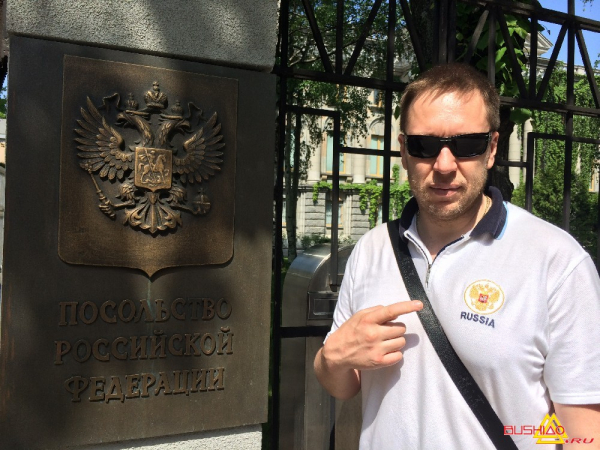 ПОСОЛЬСТВО
РОССИЙСКОЙ
ФЕДЕРАЦИИ
RUSSIA
BUSHIDO
.RU